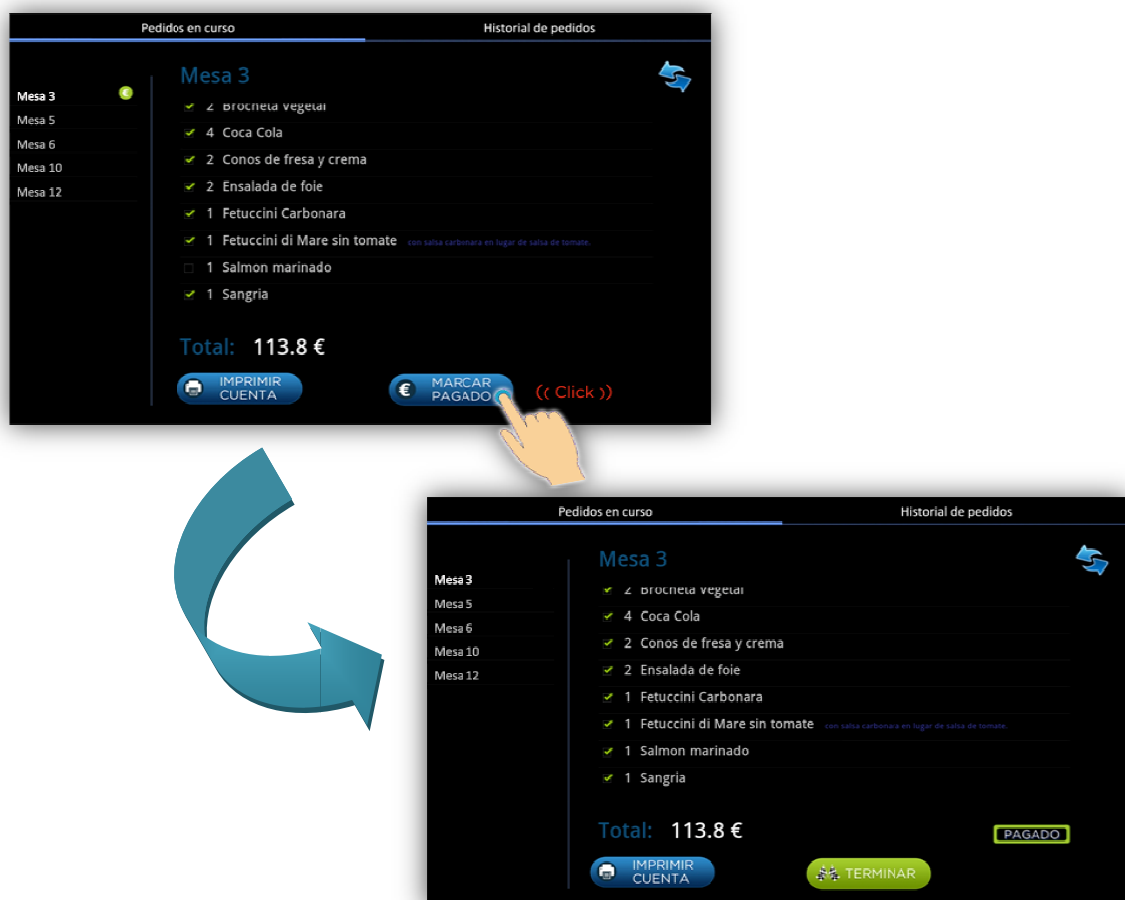 Pedidos en curso
Historial de pedidos
Mesa 3
Mesa 5
Mesa 6
Mesa 10
Mesa 12
Mesa 3
2 Brocheta Vegetal
4 Coca Cola
2 Conos de fresa y crema
2 Ensalada de foie
1 Fetuccini Carbonara
1 Fetuccini di Mare sin tomate con salsa carbonara en lugar de salsa de tomate.
1 Salmon marinado
1 Sangria
Total: 113.8 €
IMPRIMIR
CUENTA
€ MARCAR
PAGADO
(( Click ))
Pedidos en curso
Historial de pedidos
Mesa 3
Mesa 5
Mesa 6
Mesa 10
Mesa 12
Mesa 3
2 Brocheta Vegetal
4 Coca Cola
2 Conos de fresa y crema
2 Ensalada de foie
1 Fetuccini Carbonara
1 Fetuccini di Mare sin tomate con salsa carbonara en lugar de salsa de tomate.
1 Salmon marinado
1 Sangria
Total: 113.8 €
PAGADO
IMPRIMIR
CUENTA
TERMINAR